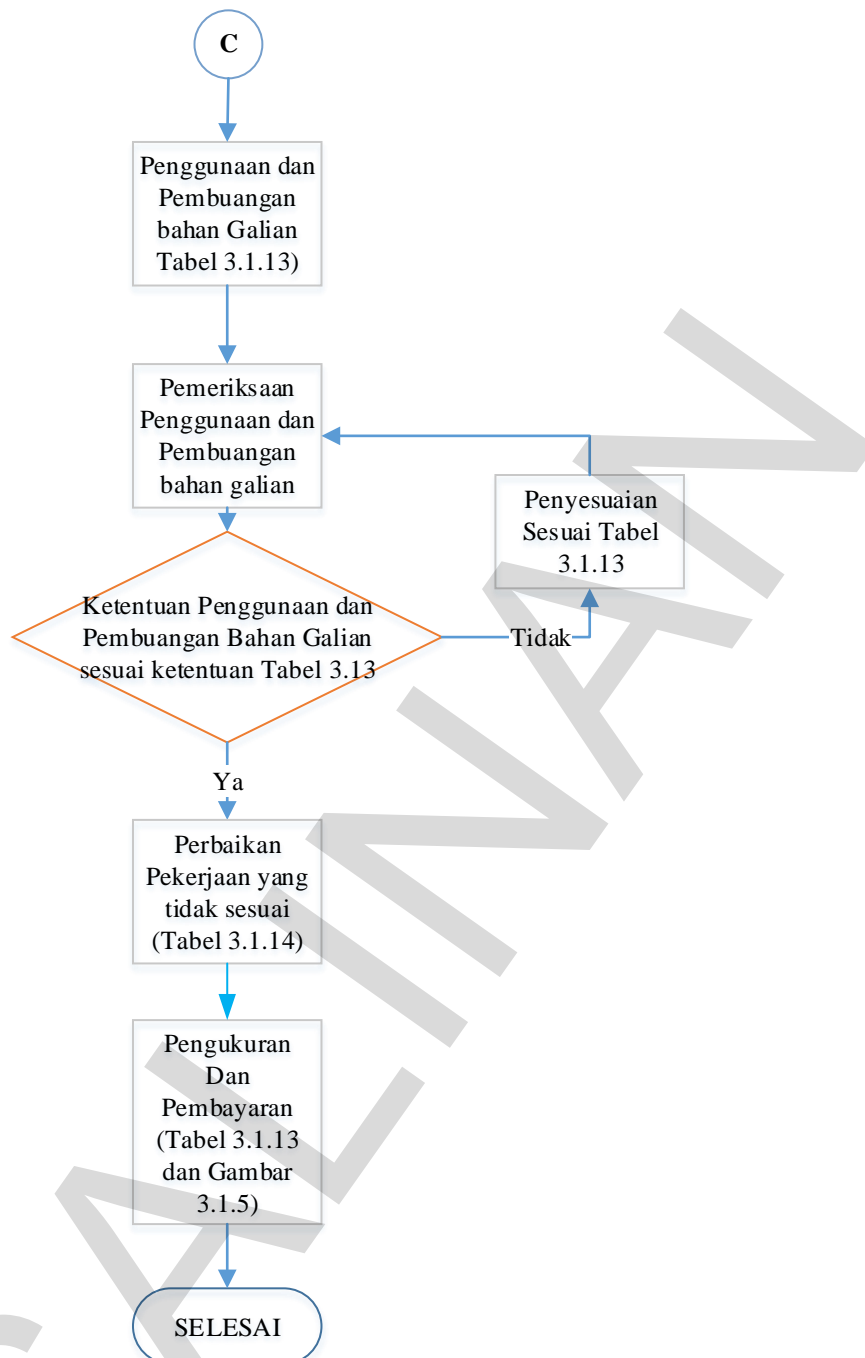 C
Penggunaan dan
Pembuangan
bahan Galian
Tabel 3.1.13)
Pemeriksaan
Penggunaan dan
Pembuangan
bahan galian
Penyesuaian
Sesuai Tabel
3.1.13
Ketentuan Penggunaan dan
Pembuangan Bahan Galian
sesuai ketentuan Tabel 3.13
Tidak
Ya
Perbaikan
Pekerjaan yang
tidak sesuai
(Tabel 3.1.14)
Pengukuran
Dan
Pembayaran
(Tabel 3.1.13
dan Gambar
3.1.5)
SELESAI
SALINAN